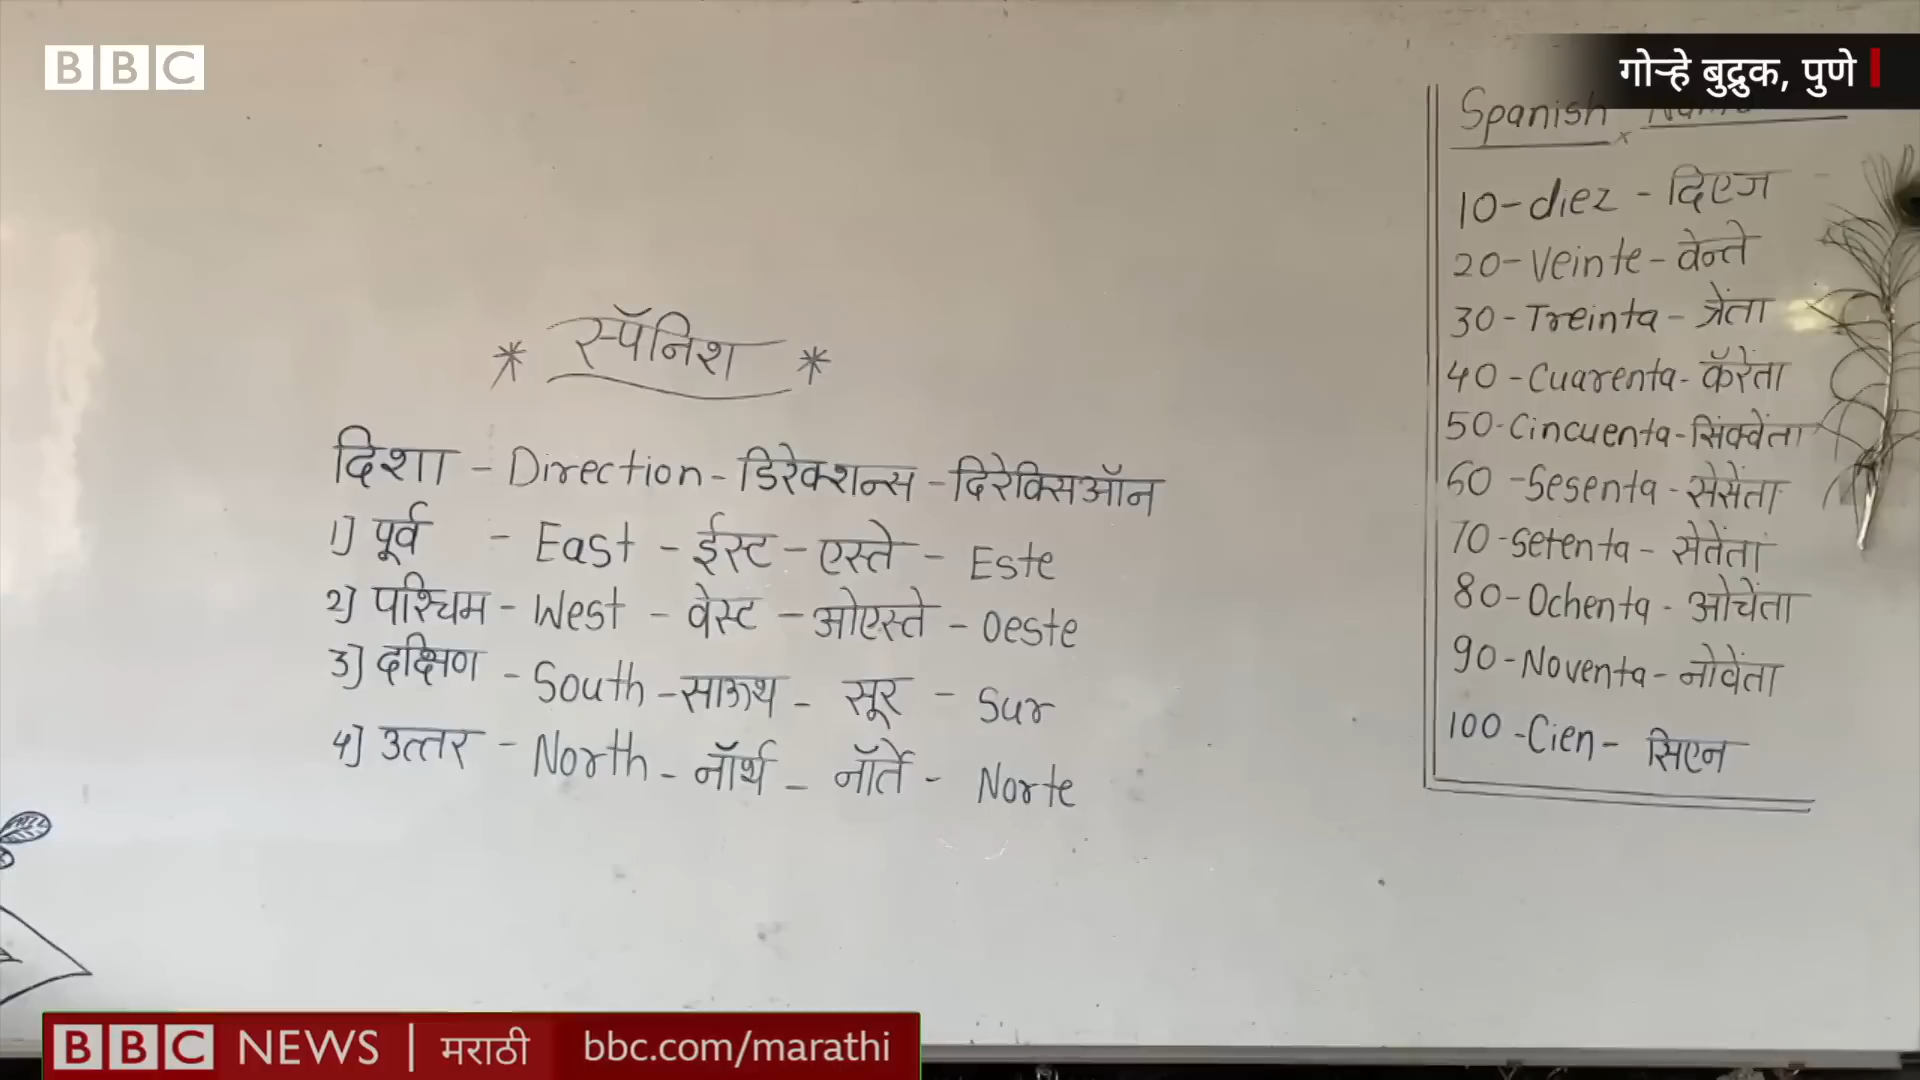 BBC
गोऱ्हे बुद्रुक, पुणे
* स्पॅनिश *
दिशा - Direction - डिरेक्शन्स - दिरेक्सिऑन
1] पूर्व - East - ईस्ट - एस्ते - Este
2] पश्चिम - West - वेस्ट - ओएस्ते - Oeste
3] दक्षिण - South - साऊथ - सूर - Sur
4] उत्तर - North - नॉर्थ - नॉर्ते - Norte
Spanish
10 - diez - दिएज
20 - Veinte - वेन्ते
30 - Treinta - त्रेंता
40 - Cuarenta - कॅरेंता
50 - Cincuenta - सिंक्वेंता
60 - Sesenta - सेसेंता
70 - Setenta - सेतेंता
80 - Ochenta - ओचेंता
90 - Noventa - नोवेंता
100 - Cien - सिएन
BBC NEWS | मराठी bbc.com/marathi